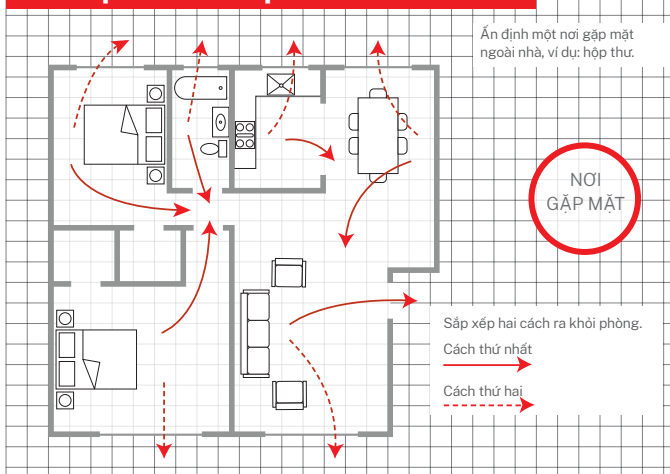 Ấn định một nơi gặp mặt
ngoài nhà, ví dụ: hộp thư.
NƠI
GẶP MẶT
Sắp xếp hai cách ra khỏi phòng.
Cách thứ nhất
Cách thứ hai